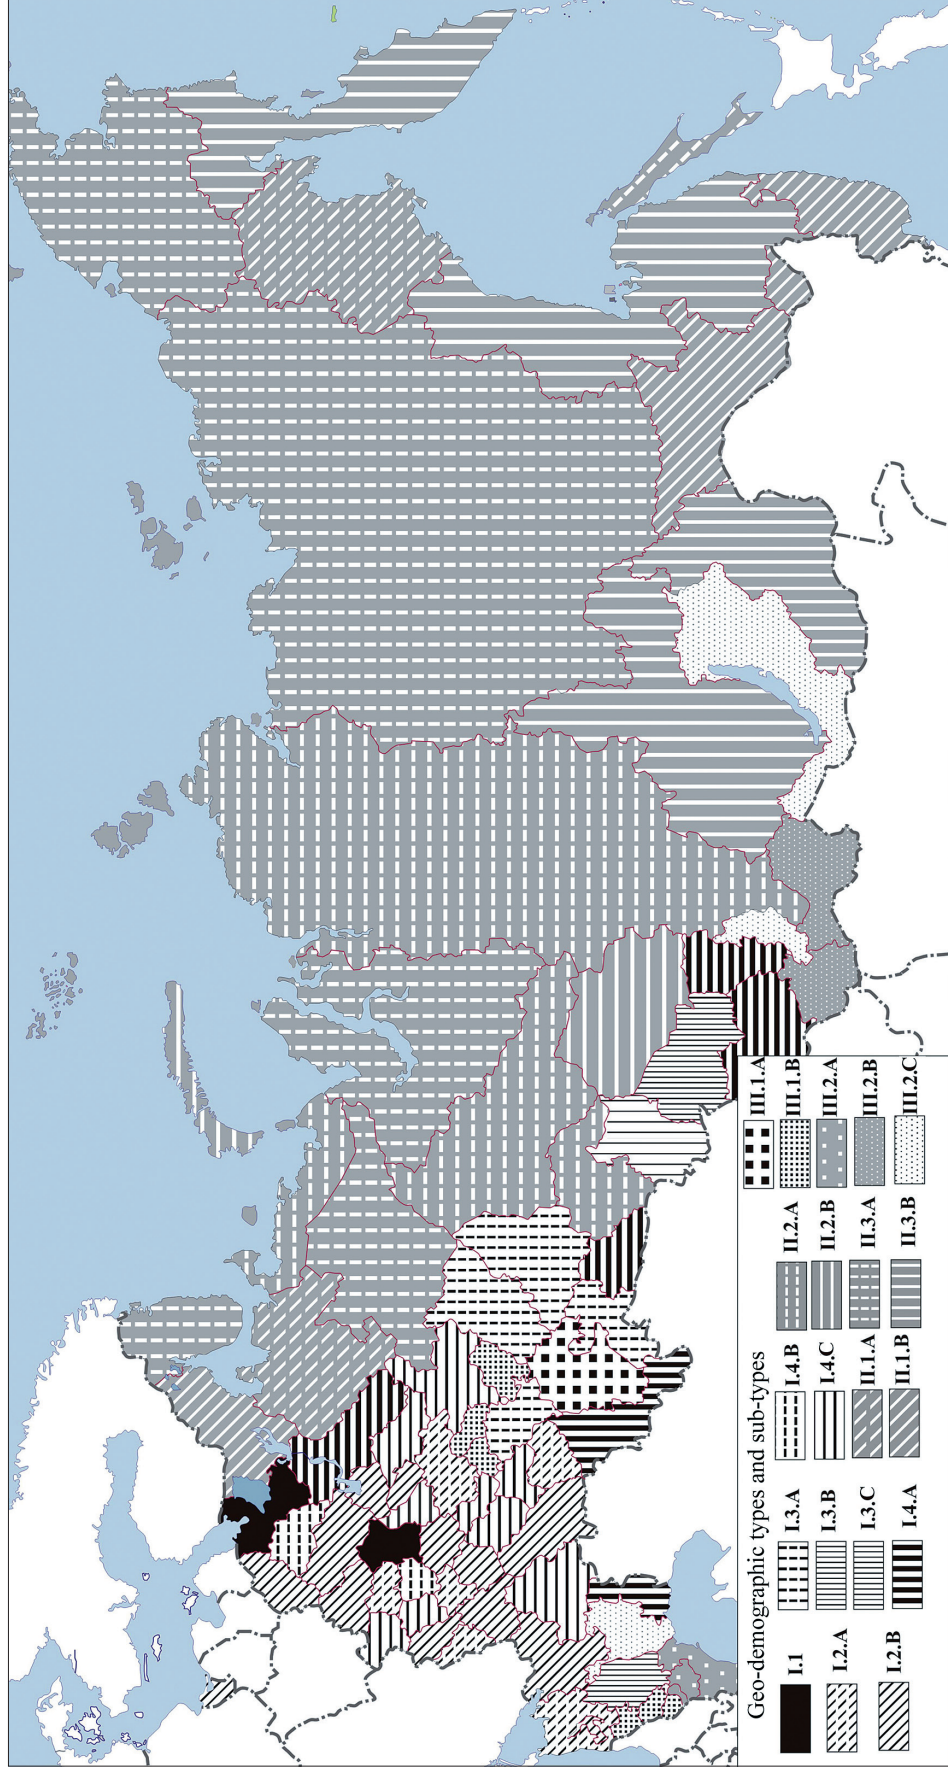 Geo-demographic types and sub-types
I.1
I.2.A
I.2.B
I.3.A
I.3.B
I.3.C
I.4.A
I.4.B
I.4.C
II.1.A
II.1.B
II.2.A
II.2.B
II.3.A
II.3.B
III.1.A
III.1.B
III.2.A
III.2.B
III.2.C